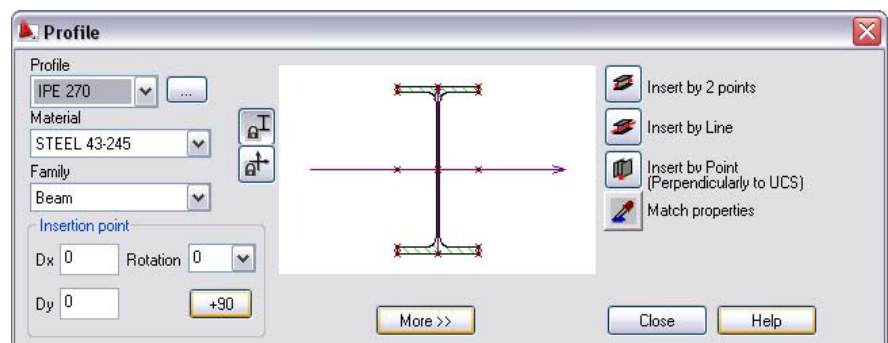 Profile
Profile
IPE 270
...
Material
STEEL 43-245
Family
Beam
Insertion point
Dx 0
Rotation 0
Dy 0
+90
More >>
Insert by 2 points
Insert by Line
Insert by Point
(Perpendicularly to UCS)
Match properties
Close
Help